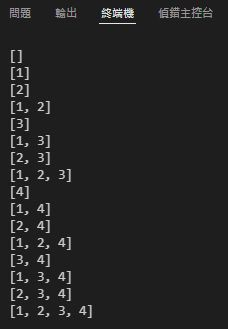 問題 輸出 終端機 偵錯主控台
[]
[1]
[2]
[1, 2]
[3]
[1, 3]
[2, 3]
[1, 2, 3]
[4]
[1, 4]
[2, 4]
[1, 2, 4]
[3, 4]
[1, 3, 4]
[2, 3, 4]
[1, 2, 3, 4]